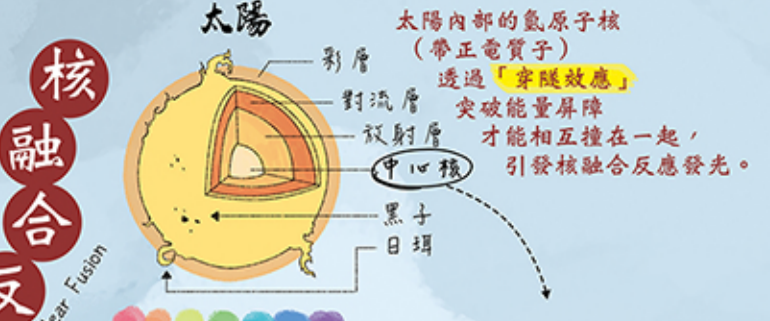 太陽
太陽內部的氫原子核
（帶正電質子）
透過「穿隧效應」
突破能量屏障
才能相互撞在一起，
引發核融合反應發光。
彩層
對流層
放射層
中心核
黑子
日珥
核融合反
ear Fusion